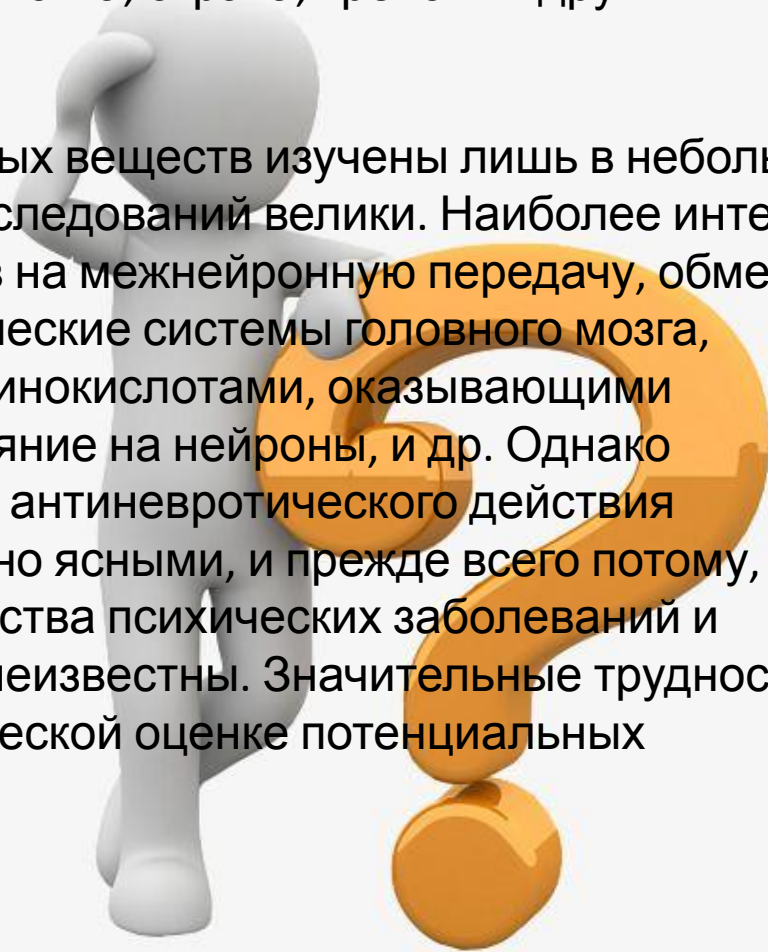 ых веществ изучены лишь в неболь
следований велики. Наиболее инте
в на межнейронную передачу, обме
ческие системы головного мозга,
инокислотами, оказывающими
яние на нейроны, и др. Однако
антиневротического действия
но ясными, и прежде всего потому,
ства психических заболеваний и
неизвестны. Значительные труднос
еской оценке потенциальных